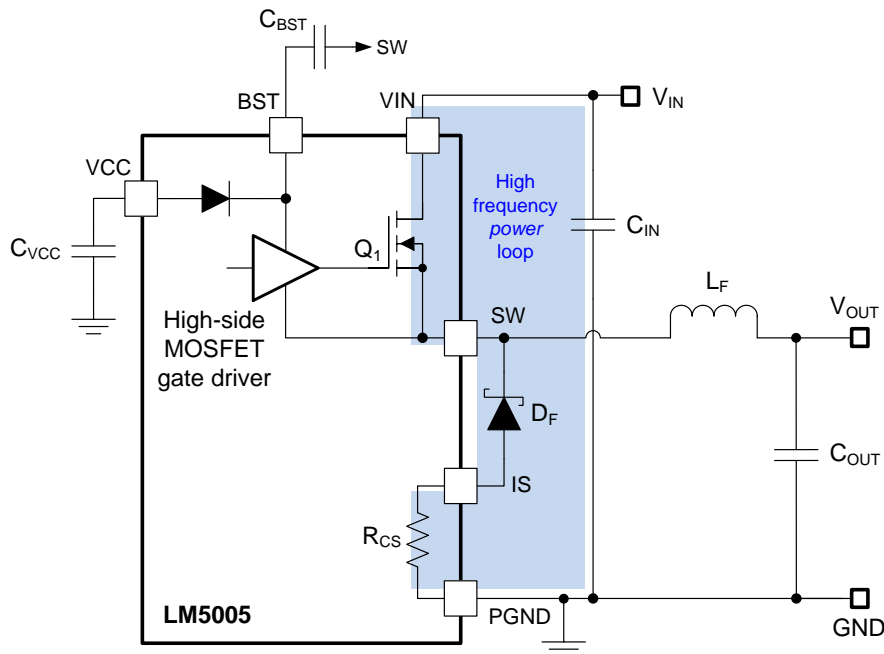 CBST
SW
BST
VIN
VIN
VCC
High
frequency
power
loop
CIN
CVCC
Q1
LF
SW
VOUT
High-side
MOSFET
gate driver
DF
COUT
IS
RCS
LM5005
PGND
GND